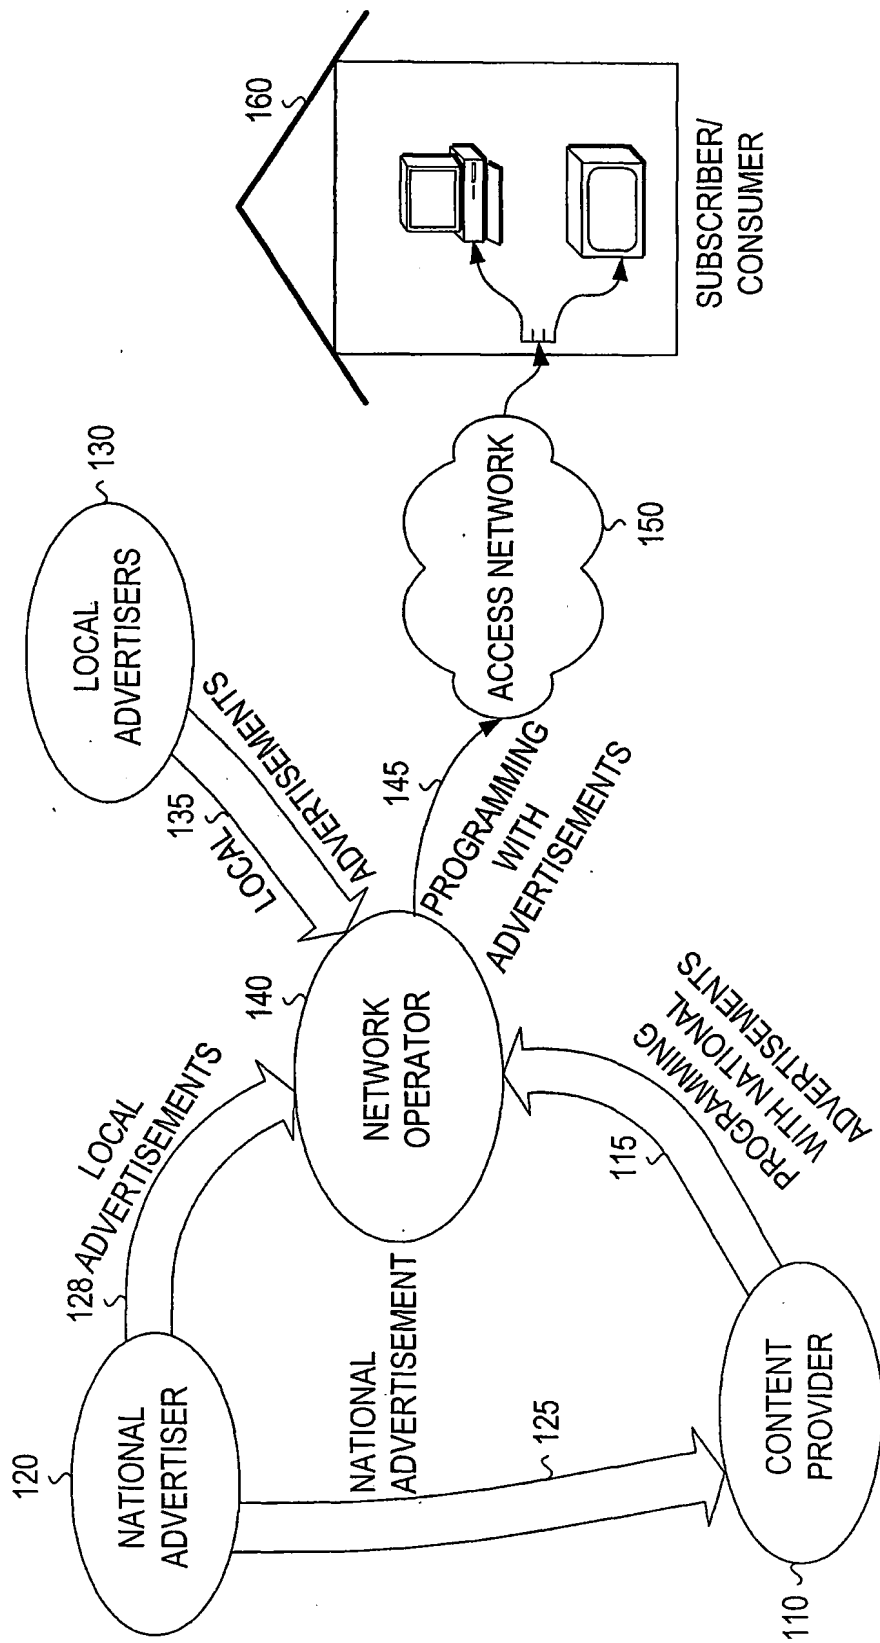 120
NATIONAL
ADVERTISER
128
LOCAL
ADVERTISEMENTS
NATIONAL
ADVERTISEMENT
125
110
CONTENT
PROVIDER
115
PROGRAMMING
WITH NATIONAL
ADVERTISEMENTS
140
NETWORK
OPERATOR
130
LOCAL
ADVERTISERS
135
LOCAL
ADVERTISEMENTS
145
PROGRAMMING
WITH
ADVERTISEMENTS
ACCESS NETWORK
150
160
SUBSCRIBER/
CONSUMER